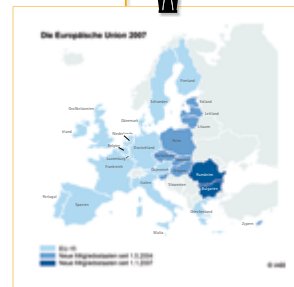 Die Europäische Union 2007
Finnland
Schweden
Estland
Lettland
Litauen
Großbritannien
Dänemark
Irland
Niederlande
Belgien
Deutschland
Polen
Luxemburg
Frankreich
Österreich
Rumänien
Italien
Slowenien
Bulgarien
Portugal
Spanien
Griechenland
Malta
Zypern
EU-15
Neue Mitgliedstaaten seit 1.5.2004
Neue Mitgliedstaaten seit 1.1.2007